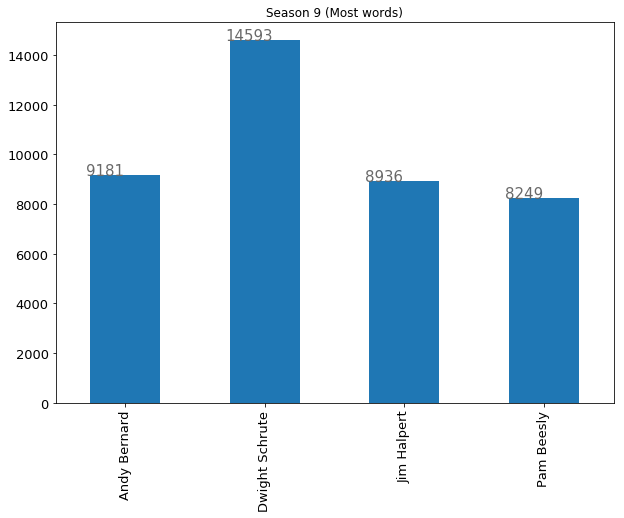 Season 9 (Most words)
14000
12000
10000
8000
6000
4000
2000
0
9181
14593
8936
8249
Andy Bernard
Dwight Schrute
Jim Halpert
Pam Beesly